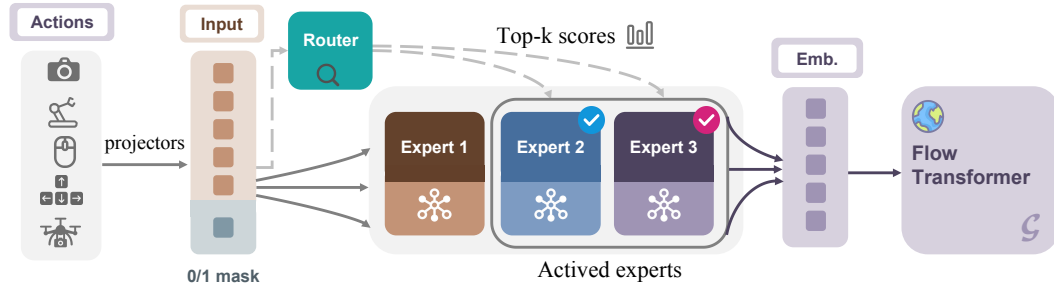 Actions
Input
Router
Top-k scores
Emb.
projectors
Expert 1
Expert 2
Expert 3
Flow
Transformer
G
Actived experts
0/1 mask